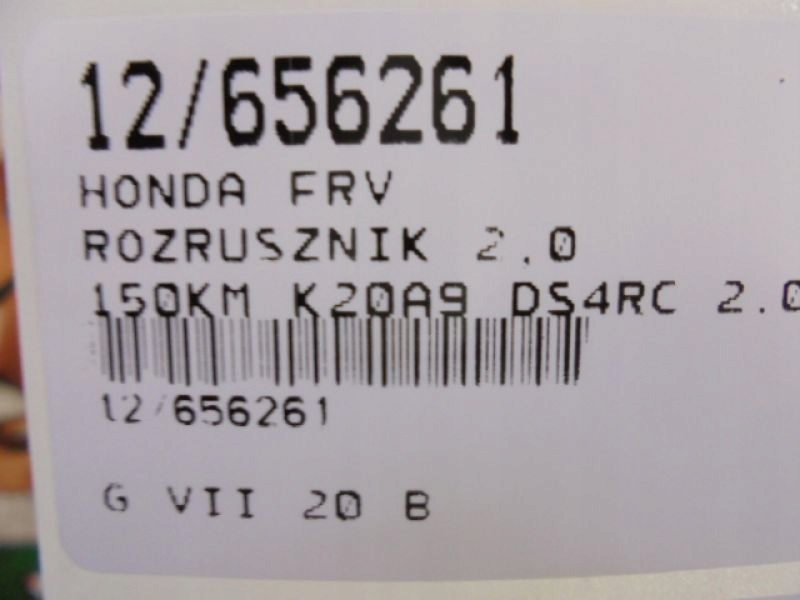 12/656261
HONDA FRV
ROZRUSZNIK 2.0
150KM K20A9 DS4RC 2.0
12/656261
G VII 20 B